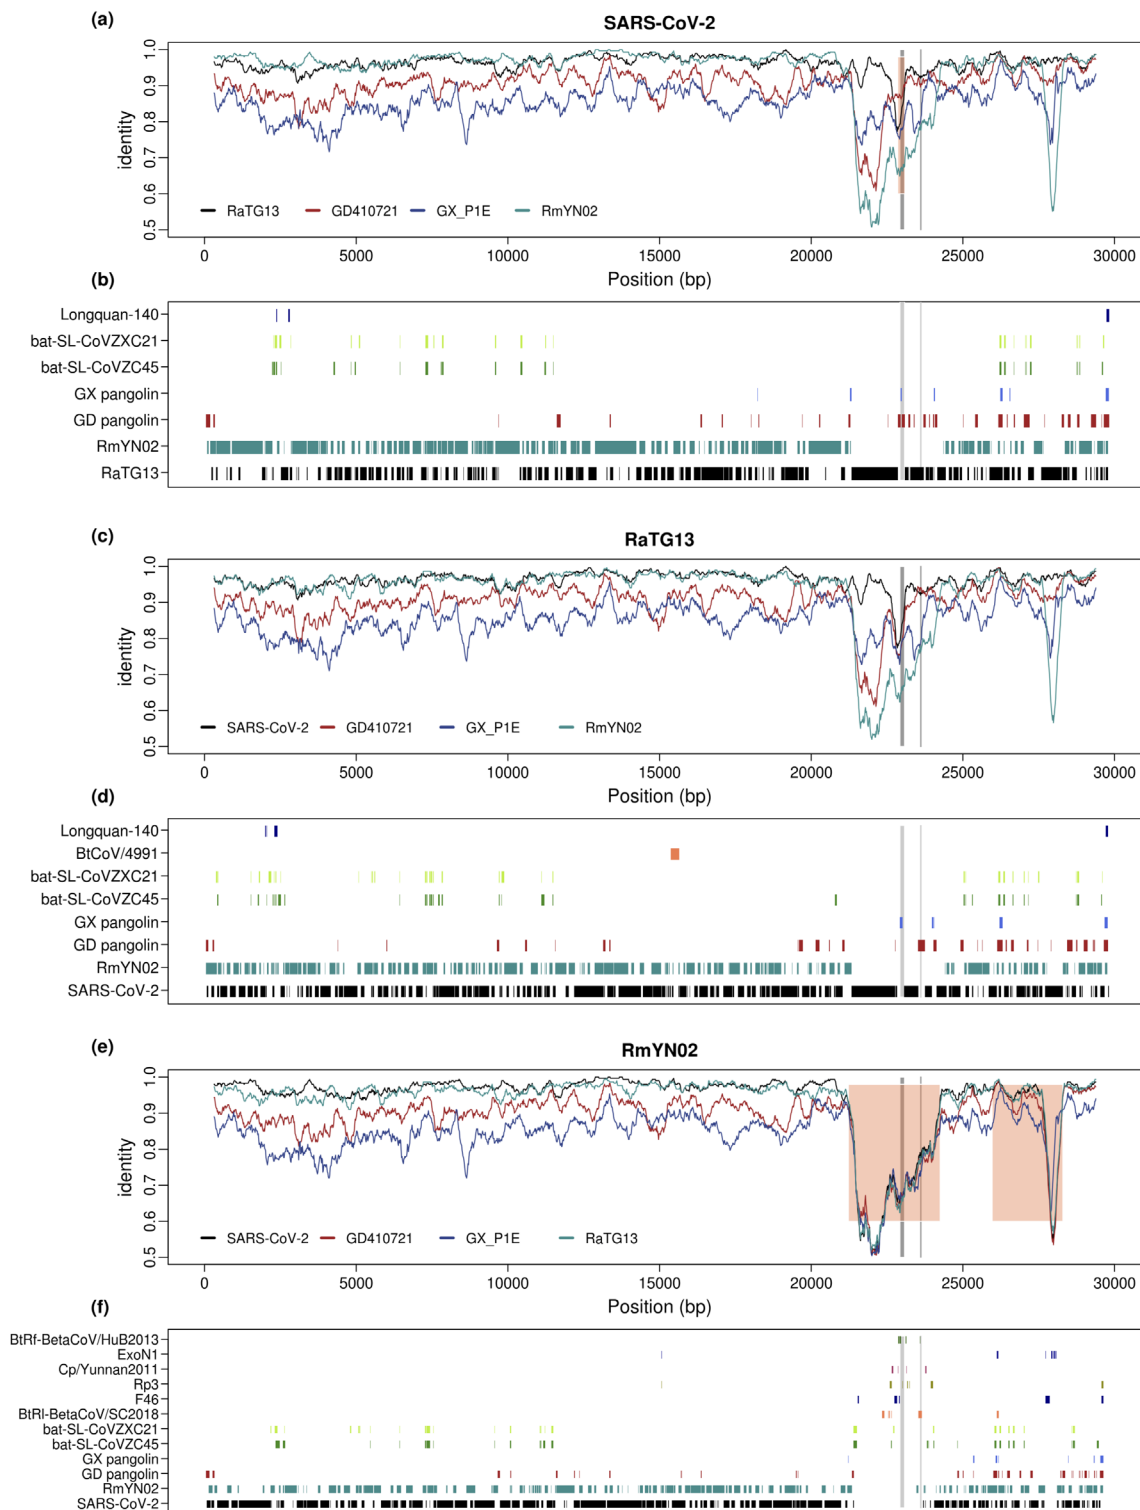 (a)
SARS-CoV-2
identity
1.0
0.9
0.8
0.7
0.6
0.5
RaTG13 GD410721 GX_P1E RmYN02
0 5000 10000 15000 20000 25000 30000
Position (bp)
(b)
Longquan-140
bat-SL-CoVZXC21
bat-SL-CoVZC45
GX pangolin
GD pangolin
RmYN02
RaTG13
(c)
RaTG13
identity
1.0
0.9
0.8
0.7
0.6
0.5
SARS-CoV-2 GD410721 GX_P1E RmYN02
0 5000 10000 15000 20000 25000 30000
Position (bp)
(d)
Longquan-140
BtCoV/4991
bat-SL-CoVZXC21
bat-SL-CoVZC45
GX pangolin
GD pangolin
RmYN02
SARS-CoV-2
(e)
RmYN02
identity
1.0
0.9
0.8
0.7
0.6
0.5
SARS-CoV-2 GD410721 GX_P1E RaTG13
0 5000 10000 15000 20000 25000 30000
Position (bp)
(f)
BtRf-BetaCoV/HuB2013
ExoN1
Cp/Yunnan2011
Rp3
F46
BtRl-BetaCoV/SC2018
bat-SL-CoVZXC21
bat-SL-CoVZC45
GX pangolin
GD pangolin
RmYN02
SARS-CoV-2